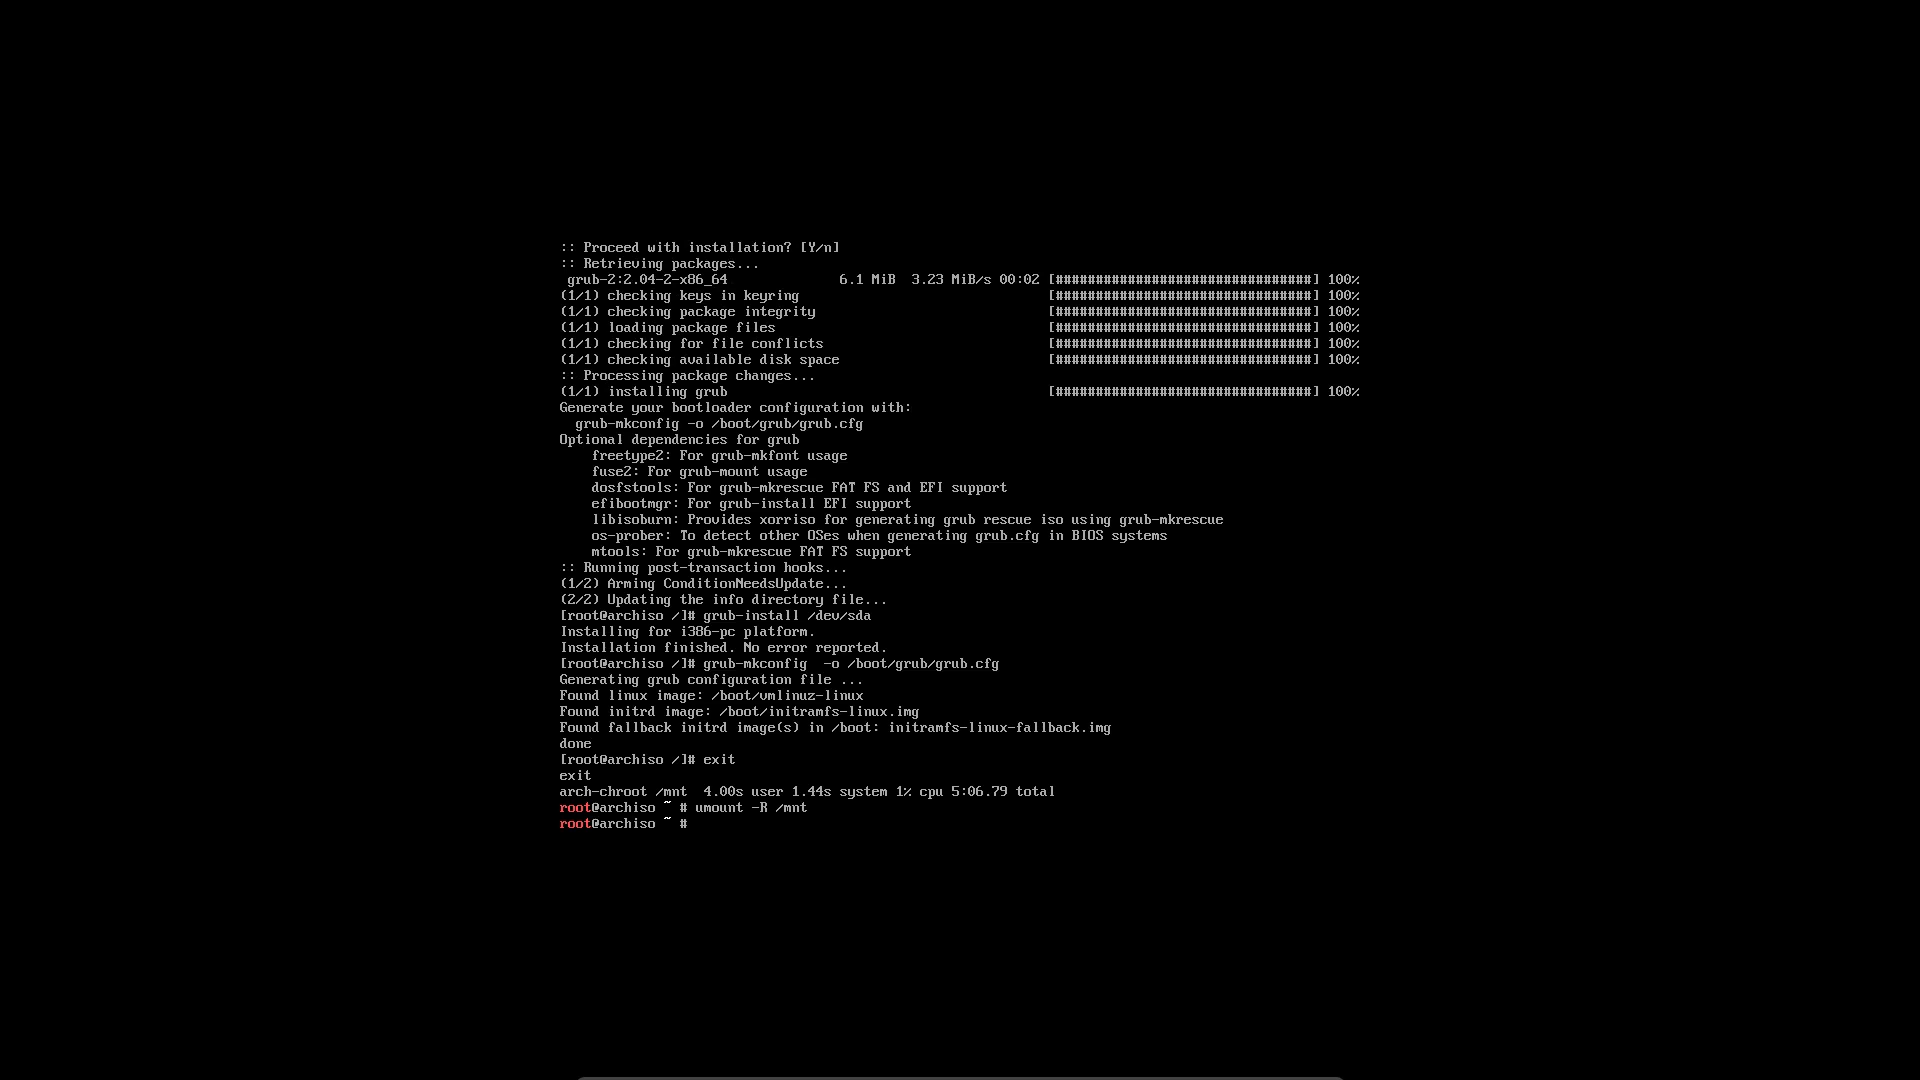 :: Proceed with installation? [Y/n]
:: Retrieving packages...
 grub-2:2.04-2-x86_64              6.1 MiB  3.23 MiB/s 00:02 [################################] 100%
(1/1) checking keys in keyring                               [################################] 100%
(1/1) checking package integrity                             [################################] 100%
(1/1) loading package files                                  [################################] 100%
(1/1) checking for file conflicts                            [################################] 100%
(1/1) checking available disk space                          [################################] 100%
:: Processing package changes...
(1/1) installing grub                                        [################################] 100%
Generate your bootloader configuration with:
  grub-mkconfig -o /boot/grub/grub.cfg
Optional dependencies for grub
    freetype2: For grub-mkfont usage
    fuse2: For grub-mount usage
    dosfstools: For grub-mkrescue FAT FS and EFI support
    efibootmgr: For grub-install EFI support
    libisoburn: Provides xorriso for generating grub rescue iso using grub-mkrescue
    os-prober: To detect other OSes when generating grub.cfg in BIOS systems
    mtools: For grub-mkrescue FAT FS support
:: Running post-transaction hooks...
(1/2) Arming ConditionNeedsUpdate...
(2/2) Updating the info directory file...
[root@archiso /]# grub-install /dev/sda
Installing for i386-pc platform.
Installation finished. No error reported.
[root@archiso /]# grub-mkconfig  -o /boot/grub/grub.cfg
Generating grub configuration file ...
Found linux image: /boot/vmlinuz-linux
Found initrd image: /boot/initramfs-linux.img
Found fallback initrd image(s) in /boot: initramfs-linux-fallback.img
done
[root@archiso /]# exit
exit
arch-chroot /mnt  4.00s user 1.44s system 1% cpu 5:06.79 total
root@archiso ~ # umount -R /mnt
root@archiso ~ #